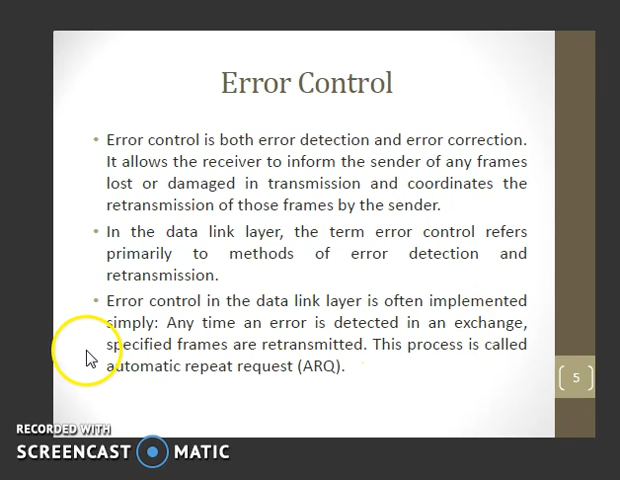 Error Control
• Error control is both error detection and error correction.
It allows the receiver to inform the sender of any frames
lost or damaged in transmission and coordinates the
retransmission of those frames by the sender.
• In the data link layer, the term error control refers
primarily to methods of error detection and
retransmission.
• Error control in the data link layer is often implemented
simply: Any time an error is detected in an exchange,
specified frames are retransmitted. This process is called
automatic repeat request (ARQ).
5
RECORDED WITH
SCREENCAST MATIC